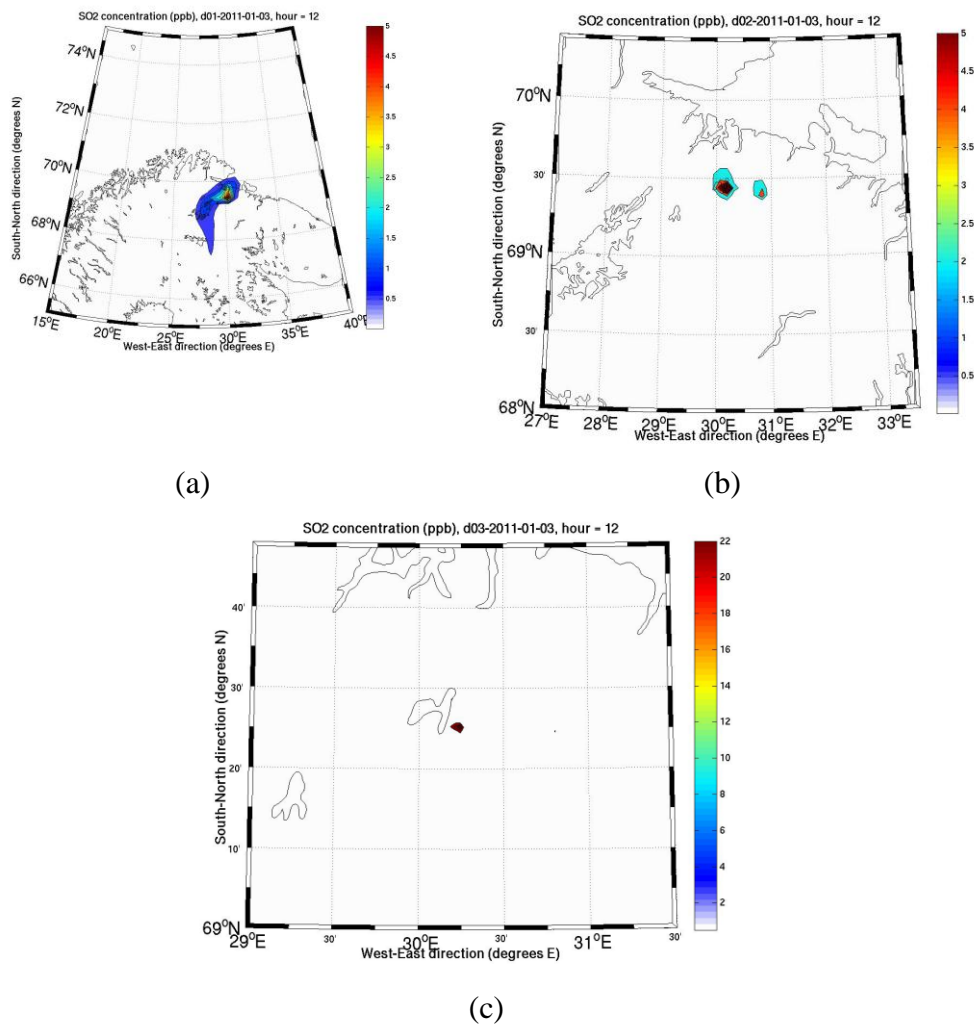 SO2 concentration (ppb), d01-2011-01-03, hour = 12
74°N
72°N
70°N
68°N
66°N
15°E
20°E
25°E
30°E
35°E
40°E
South-North direction (degrees N)
West-East direction (degrees E)
5
4.5
4
3.5
3
2.5
2
1.5
1
0.5
(a)
SO2 concentration (ppb), d02-2011-01-03, hour = 12
70°N
30'
69°N
30'
68°N
27°E
28°E
29°E
30°E
31°E
32°E
33°E
South-North direction (degrees N)
West-East direction (degrees E)
5
4.5
4
3.5
3
2.5
2
1.5
1
0.5
(b)
SO2 concentration (ppb), d03-2011-01-03, hour = 12
40'
30'
20'
10'
69°N
29°E
30'
30°E
30'
31°E
30'
South-North direction (degrees N)
West-East direction (degrees E)
22
20
18
16
14
12
10
8
6
4
2
(c)